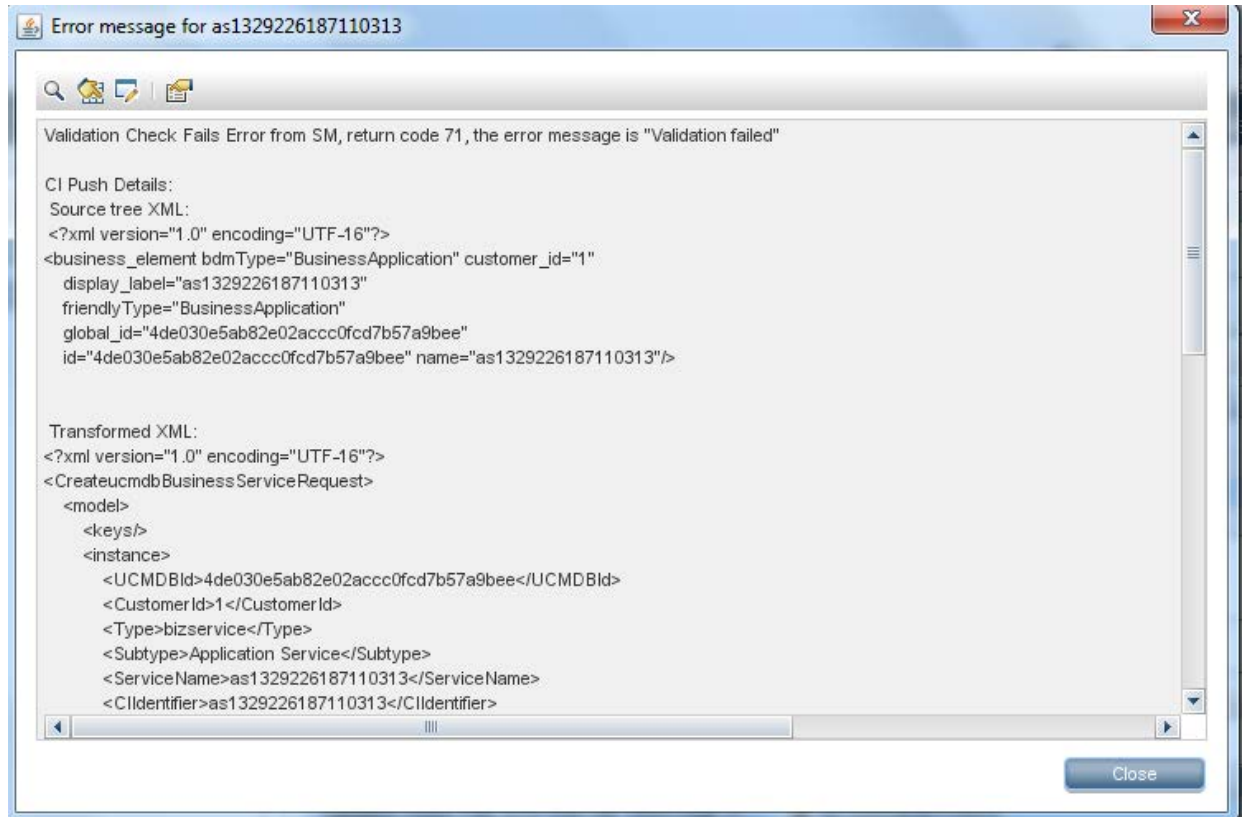 Error message for as1329226187110313
Validation Check Fails Error from SM, return code 71, the error message is "Validation failed"
CI Push Details:
Source tree XML:
<?xml version="1.0" encoding="UTF-16"?>
<business_element bdmType="BusinessApplication" customer_id="1"
display_label="as1329226187110313"
friendlyType="BusinessApplication"
global_id="4de030e5ab82e02accc0fcd7b57a9bee"
id="4de030e5ab82e02accc0fcd7b57a9bee" name="as1329226187110313"/>
Transformed XML:
<?xml version="1.0" encoding="UTF-16"?>
<CreateucmdbBusinessServiceRequest>
<model>
<keys/>
<instance>
<UCMDBId>4de030e5ab82e02accc0fcd7b57a9bee</UCMDBId>
<CustomerId>1</CustomerId>
<Type>bizservice</Type>
<Subtype>Application Service</Subtype>
<ServiceName>as1329226187110313</ServiceName>
<CIIdentifier>as1329226187110313</CIIdentifier>
Close